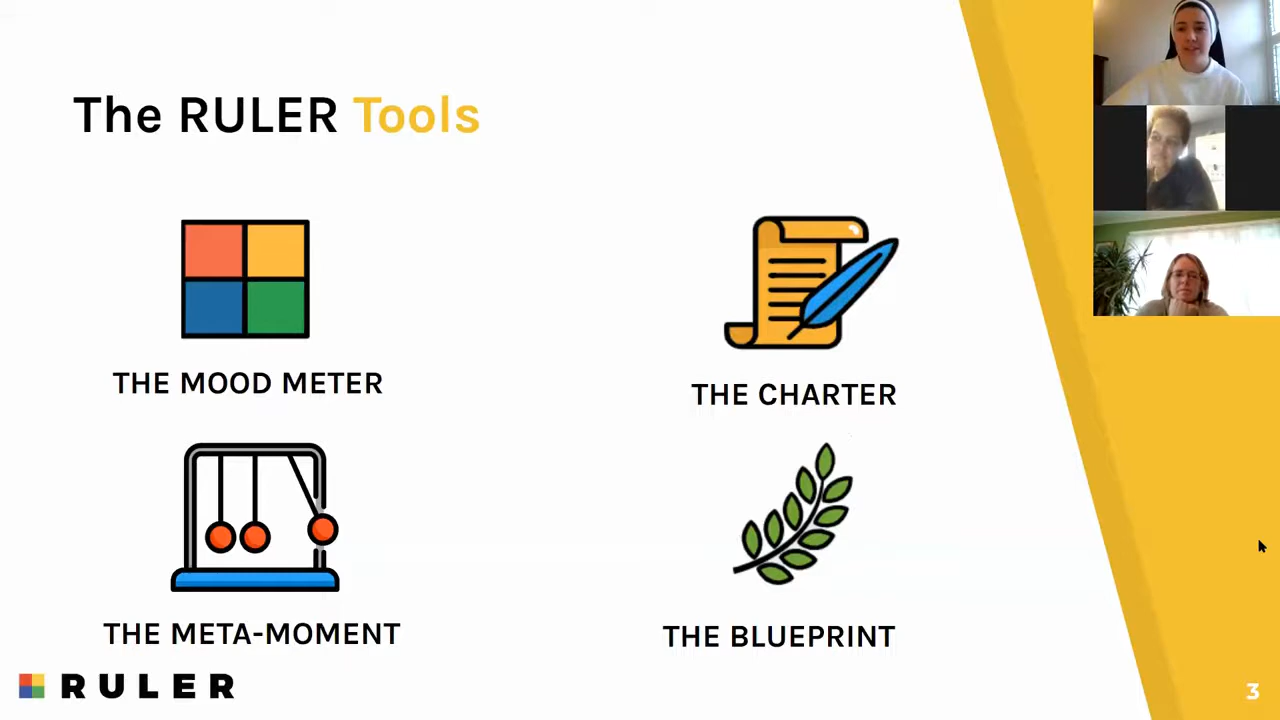 The RULER Tools
THE MOOD METER
THE CHARTER
THE META-MOMENT
THE BLUEPRINT
RULER
3